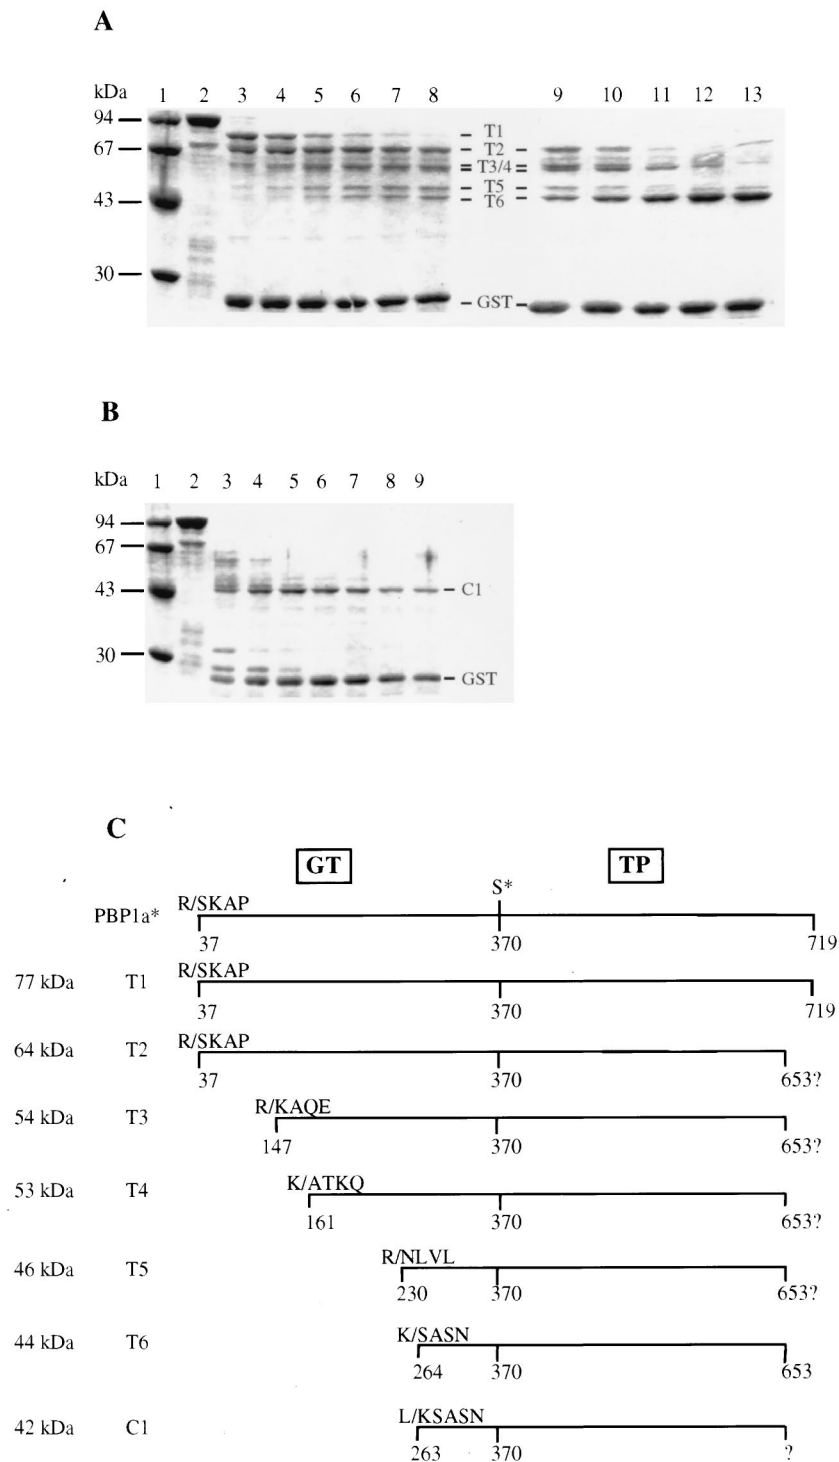 A
kDa 1 2 3 4 5 6 7 8 9 10 11 12 13
94
T1
67
T2
T3/4
T5
43
T6
30
GST
B
kDa 1 2 3 4 5 6 7 8 9
94
67
43
C1
30
GST
C
GT TP
S*
R/SKAP
PBP1a*
37 370 719
R/SKAP
77 kDa T1
37 370 719
R/SKAP
64 kDa T2
37 370 653?
R/KAQE
54 kDa T3
147 370 653?
K/ATKQ
53 kDa T4
161 370 653?
R/NLVL
46 kDa T5
230 370 653?
K/SASN
44 kDa T6
264 370 653
L/KSASN
42 kDa C1
263 370 ?